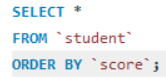 SELECT *
FROM `student`
ORDER BY `score`;